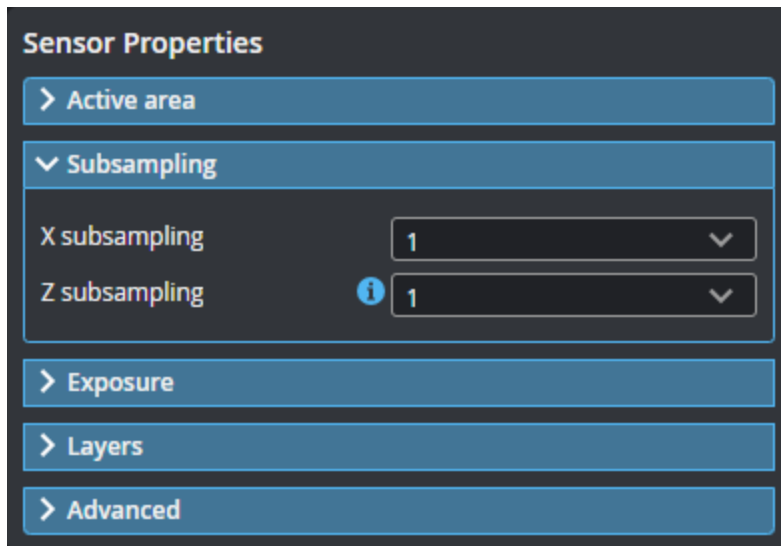 Sensor Properties
Active area
Subsampling
X subsampling 1
Z subsampling i 1
Exposure
Layers
Advanced